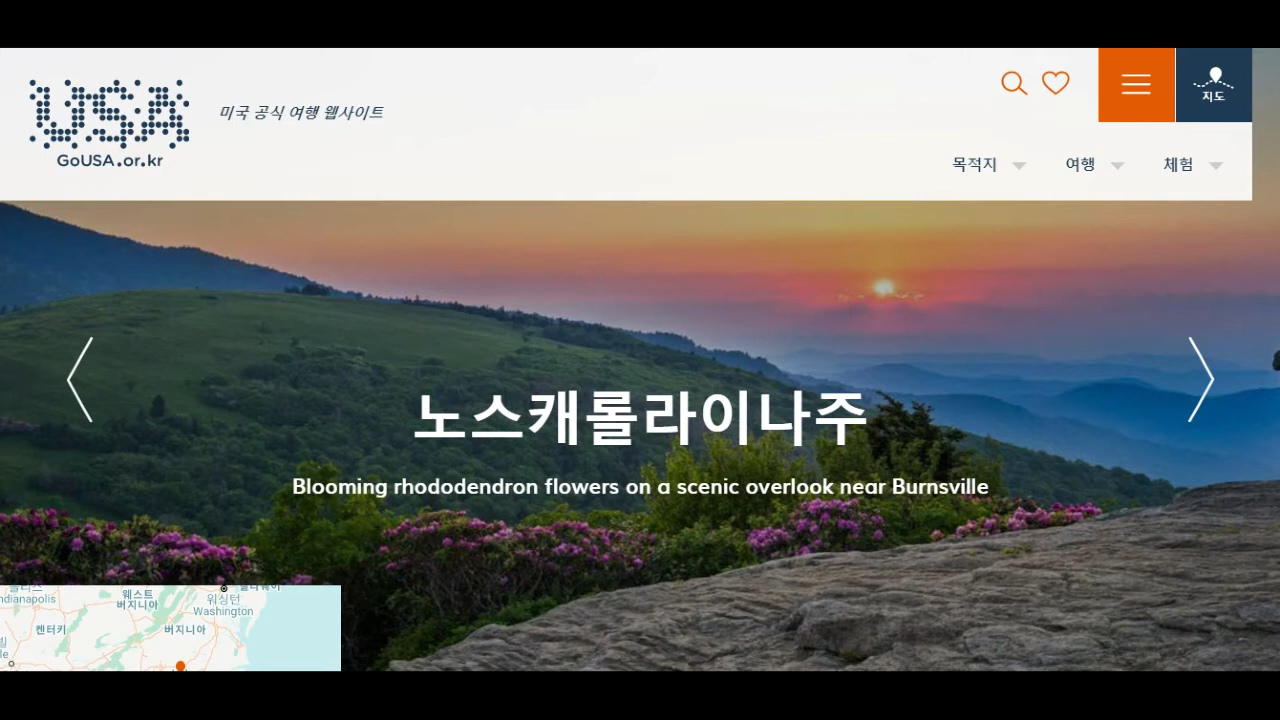 USA
GoUSA.or.kr
미국 공식 여행 웹사이트
지도
목적지
여행
체험
노스캐롤라이나주
Blooming rhododendron flowers on a scenic overlook near Burnsville
웨스트
버지니아
워싱턴
Washington
켄터키
버지니아